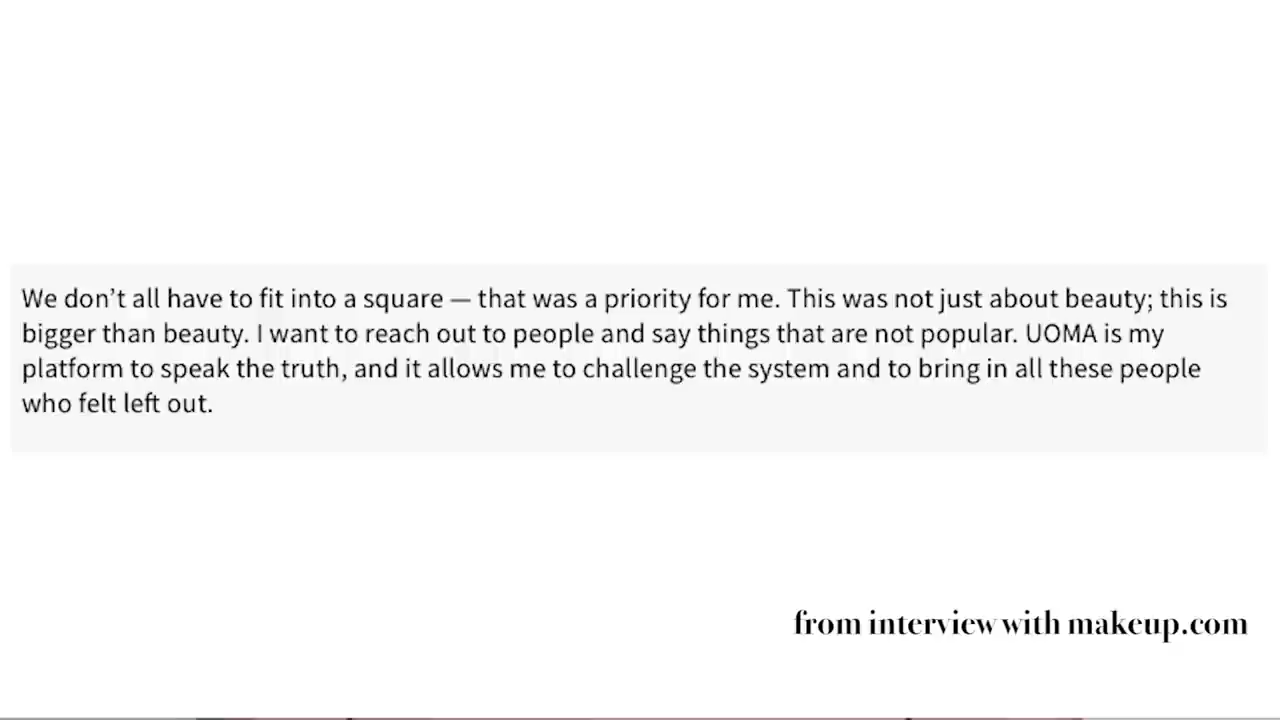 We don’t all have to fit into a square — that was a priority for me. This was not just about beauty; this is
bigger than beauty. I want to reach out to people and say things that are not popular. UOMA is my
platform to speak the truth, and it allows me to challenge the system and to bring in all these people
who felt left out.
from interview with makeup.com